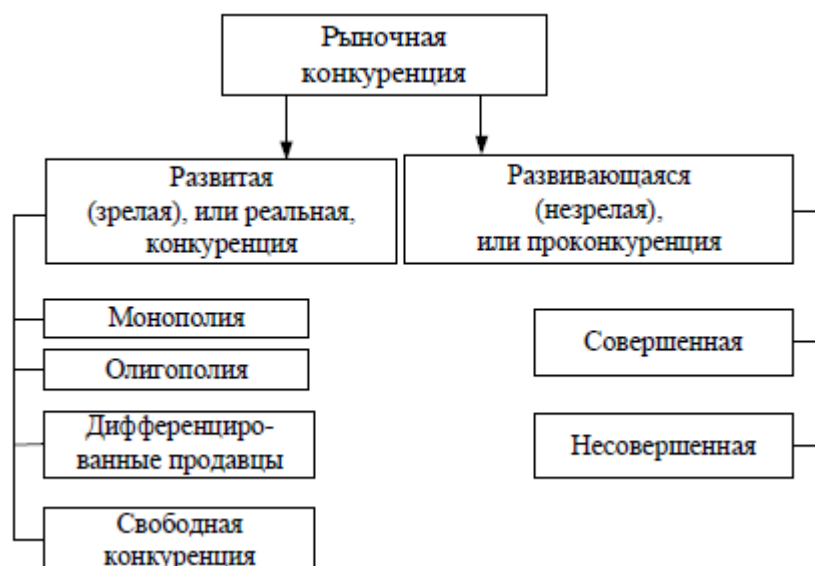 Рыночная
конкуренция
Развитая
(зрелая), или реальная,
конкуренция
Развивающаяся
(незрелая),
или проконкуренция
Монополия
Олигополия
Дифференциро-
ванные продавцы
Свободная
конкуренция
Совершенная
Несовершенная